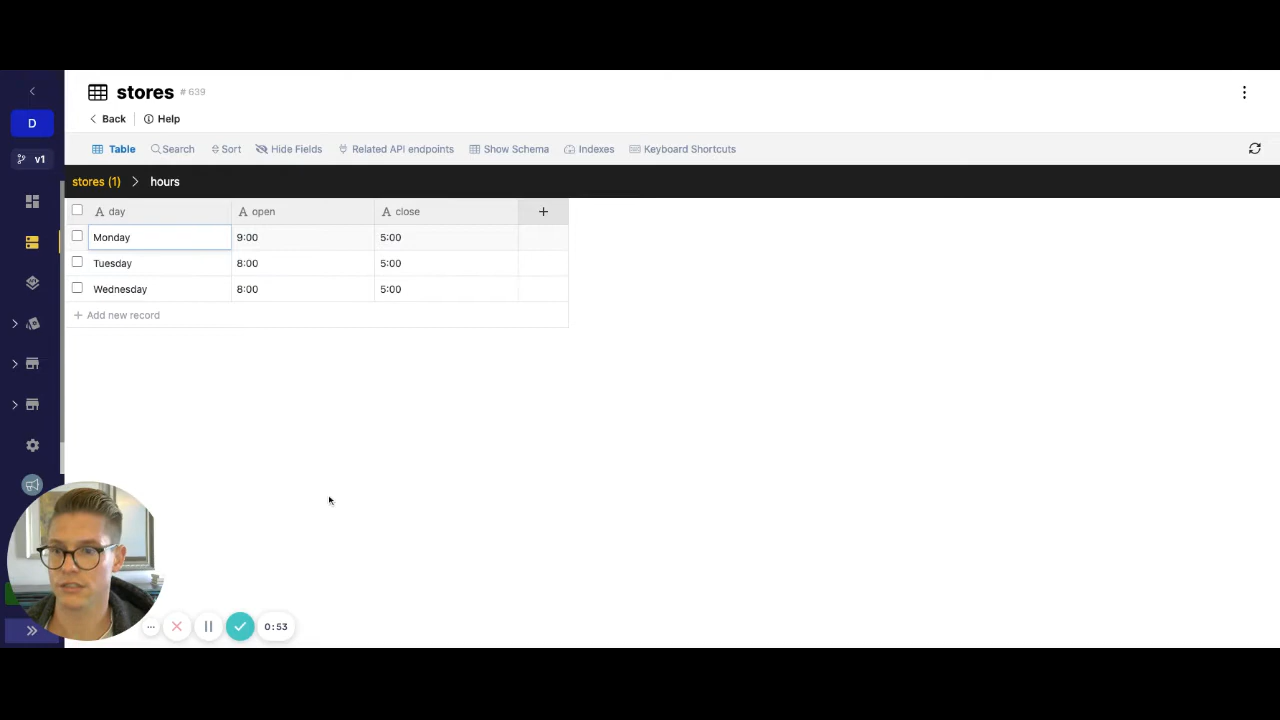 stores # 639
D
Back Help
v1
Table Search Sort Hide Fields Related API endpoints Show Schema Indexes Keyboard Shortcuts
stores (1) > hours
A day A open A close +
Monday 9:00 5:00
Tuesday 8:00 5:00
Wednesday 8:00 5:00
+ Add new record
0:53